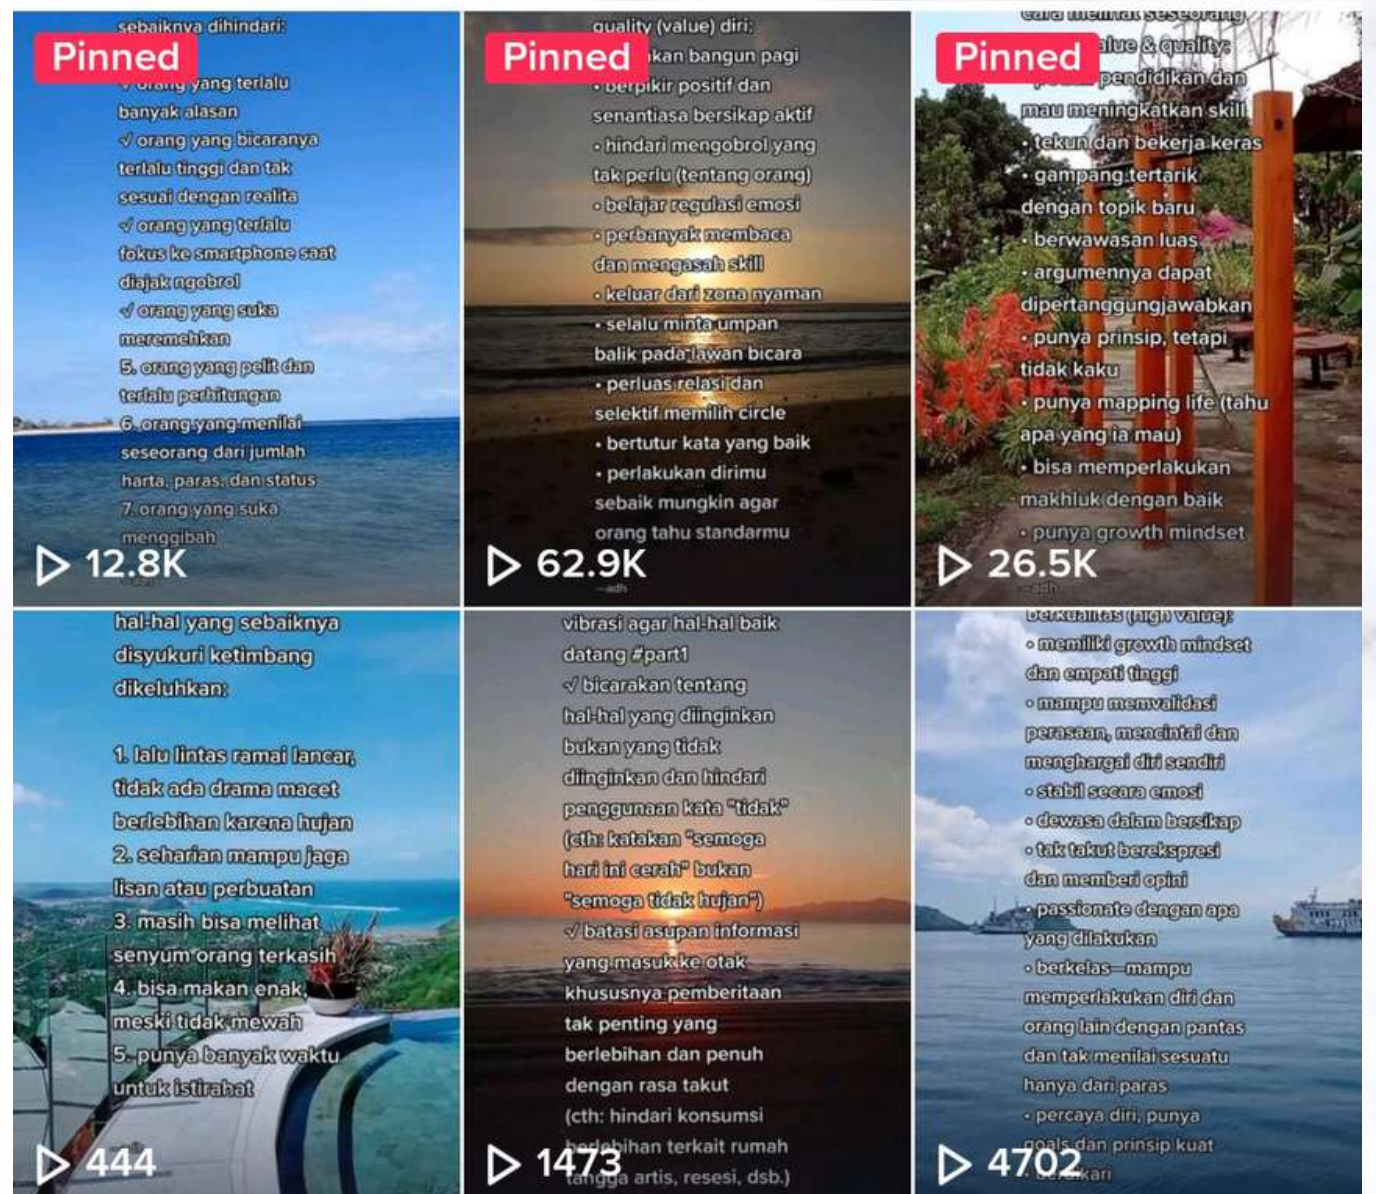 sebaiknya dihindari:
Pinned
√ orang yang terlalu
banyak alasan
√ orang yang bicaranya
terlalu tinggi dan tak
sesuai dengan realita
√ orang yang terlalu
fokus ke smartphone saat
diajak ngobrol
√ orang yang suka
meremehkan
5. orang yang pelit dan
terlalu perhitungan
6. orang yang menilai
seseorang dari jumlah
harta, paras, dan status
7. orang yang suka
menggibah
12.8K
quality (value) diri:
Pinned
kan bangun pagi
• berpikir positif dan
senantiasa bersikap aktif
• hindari mengobrol yang
tak perlu (tentang orang)
• belajar regulasi emosi
• perbanyak membaca
dan mengasah skill
• keluar dari zona nyaman
• selalu minta umpan
balik pada lawan bicara
• perluas relasi dan
selektif memilih circle
• bertutur kata yang baik
• perlakukan dirimu
sebaik mungkin agar
orang tahu standarmu
62.9K
—adh
cara melihat seseorang
Pinned
alue & quality:
pendidikan dan
mau meningkatkan skill
• tekun dan bekerja keras
• gampang tertarik
dengan topik baru
• berwawasan luas
• argumennya dapat
dipertanggungjawabkan
• punya prinsip, tetapi
tidak kaku
• punya mapping life (tahu
apa yang ia mau)
• bisa memperlakukan
makhluk dengan baik
• punya growth mindset
26.5K
—adh
hal-hal yang sebaiknya
disyukuri ketimbang
dikeluhkan:
1. lalu lintas ramai lancar,
tidak ada drama macet
berlebihan karena hujan
2. seharian mampu jaga
lisan atau perbuatan
3. masih bisa melihat
senyum orang terkasih
4. bisa makan enak,
meski tidak mewah
5. punya banyak waktu
untuk istirahat
444
vibrasi agar hal-hal baik
datang #part1
√ bicarakan tentang
hal-hal yang diinginkan
bukan yang tidak
diinginkan dan hindari
penggunaan kata "tidak"
(cth: katakan "semoga
hari ini cerah" bukan
"semoga tidak hujan")
√ batasi asupan informasi
yang masuk ke otak
khususnya pemberitaan
tak penting yang
berlebihan dan penuh
dengan rasa takut
(cth: hindari konsumsi
berlebihan terkait rumah
tangga artis, resesi, dsb.)
1473
berkualitas (high value):
• memiliki growth mindset
dan empati tinggi
• mampu memvalidasi
perasaan, mencintai dan
menghargai diri sendiri
• stabil secara emosi
• dewasa dalam bersikap
• tak takut berekspresi
dan memberi opini
• passionate dengan apa
yang dilakukan
• berkelas—mampu
memperlakukan diri dan
orang lain dengan pantas
dan tak menilai sesuatu
hanya dari paras
• percaya diri, punya
goals dan prinsip kuat
4702